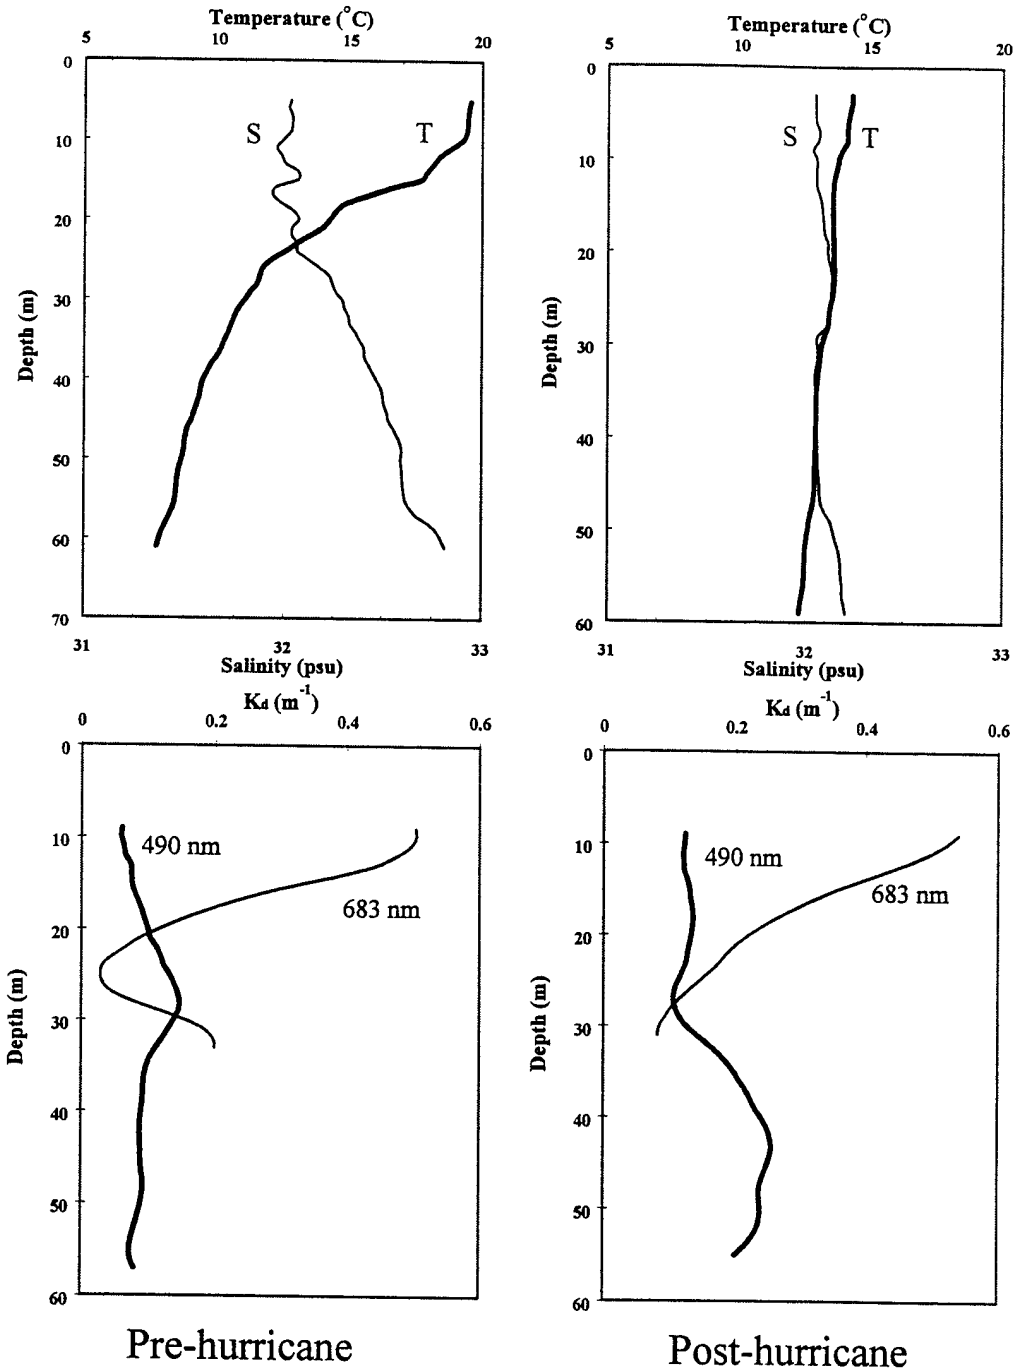 Temperature (°C)
5 10 15 20
0
10
20
30
40
50
60
70
Depth (m)
S
T
31 32 33
Salinity (psu)
Temperature (°C)
5 10 15 20
0
10
20
30
40
50
60
Depth (m)
S
T
31 32 33
Salinity (psu)
Kd (m-1)
0 0.2 0.4 0.6
0
10
20
30
40
50
60
Depth (m)
490 nm
683 nm
Pre-hurricane
Kd (m-1)
0.2 0.4 0.6
0
10
20
30
40
50
60
Depth (m)
490 nm
683 nm
Post-hurricane